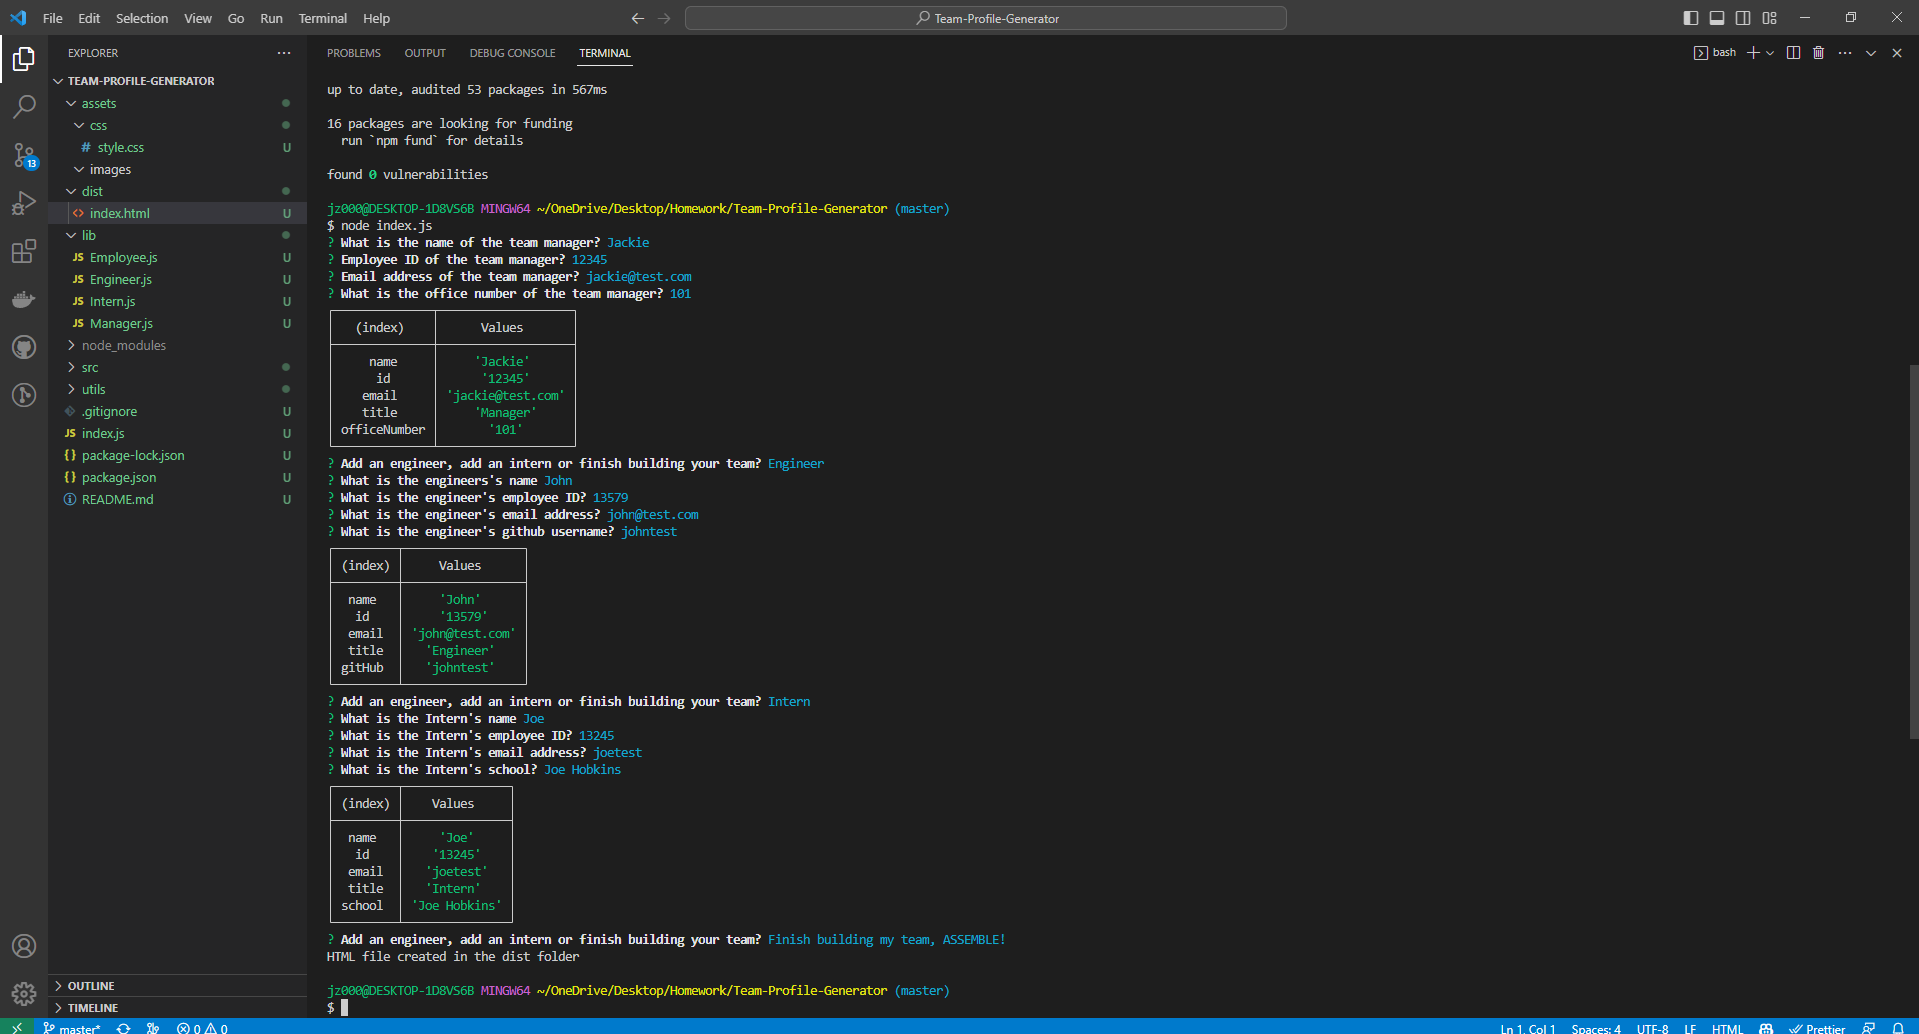 File Edit Selection View Go Run Terminal Help
Team-Profile-Generator
EXPLORER
TEAM-PROFILE-GENERATOR
assets
css
# style.css U
images
dist
<> index.html U
lib
JS Employee.js U
JS Engineer.js U
JS Intern.js U
JS Manager.js U
node_modules
src
utils
.gitignore U
JS index.js U
{} package-lock.json U
{} package.json U
README.md U
13
OUTLINE
TIMELINE
PROBLEMS OUTPUT DEBUG CONSOLE TERMINAL
bash
up to date, audited 53 packages in 567ms
16 packages are looking for funding
run `npm fund` for details
found 0 vulnerabilities
jz000@DESKTOP-1D8VS6B MINGW64 ~/OneDrive/Desktop/Homework/Team-Profile-Generator (master)
$ node index.js
? What is the name of the team manager? Jackie
? Employee ID of the team manager? 12345
? Email address of the team manager? jackie@test.com
? What is the office number of the team manager? 101
(index) Values
name 'Jackie'
id '12345'
email 'jackie@test.com'
title 'Manager'
officeNumber '101'
? Add an engineer, add an intern or finish building your team? Engineer
? What is the engineers's name John
? What is the engineer's employee ID? 13579
? What is the engineer's email address? john@test.com
? What is the engineer's github username? johntest
(index) Values
name 'John'
id '13579'
email 'john@test.com'
title 'Engineer'
gitHub 'johntest'
? Add an engineer, add an intern or finish building your team? Intern
? What is the Intern's name Joe
? What is the Intern's employee ID? 13245
? What is the Intern's email address? joetest
? What is the Intern's school? Joe Hobkins
(index) Values
name 'Joe'
id '13245'
email 'joetest'
title 'Intern'
school 'Joe Hobkins'
? Add an engineer, add an intern or finish building your team? Finish building my team, ASSEMBLE!
HTML file created in the dist folder
jz000@DESKTOP-1D8VS6B MINGW64 ~/OneDrive/Desktop/Homework/Team-Profile-Generator (master)
$
master* 0 0 Ln 1, Col 1 Spaces: 4 UTF-8 LF HTML Prettier